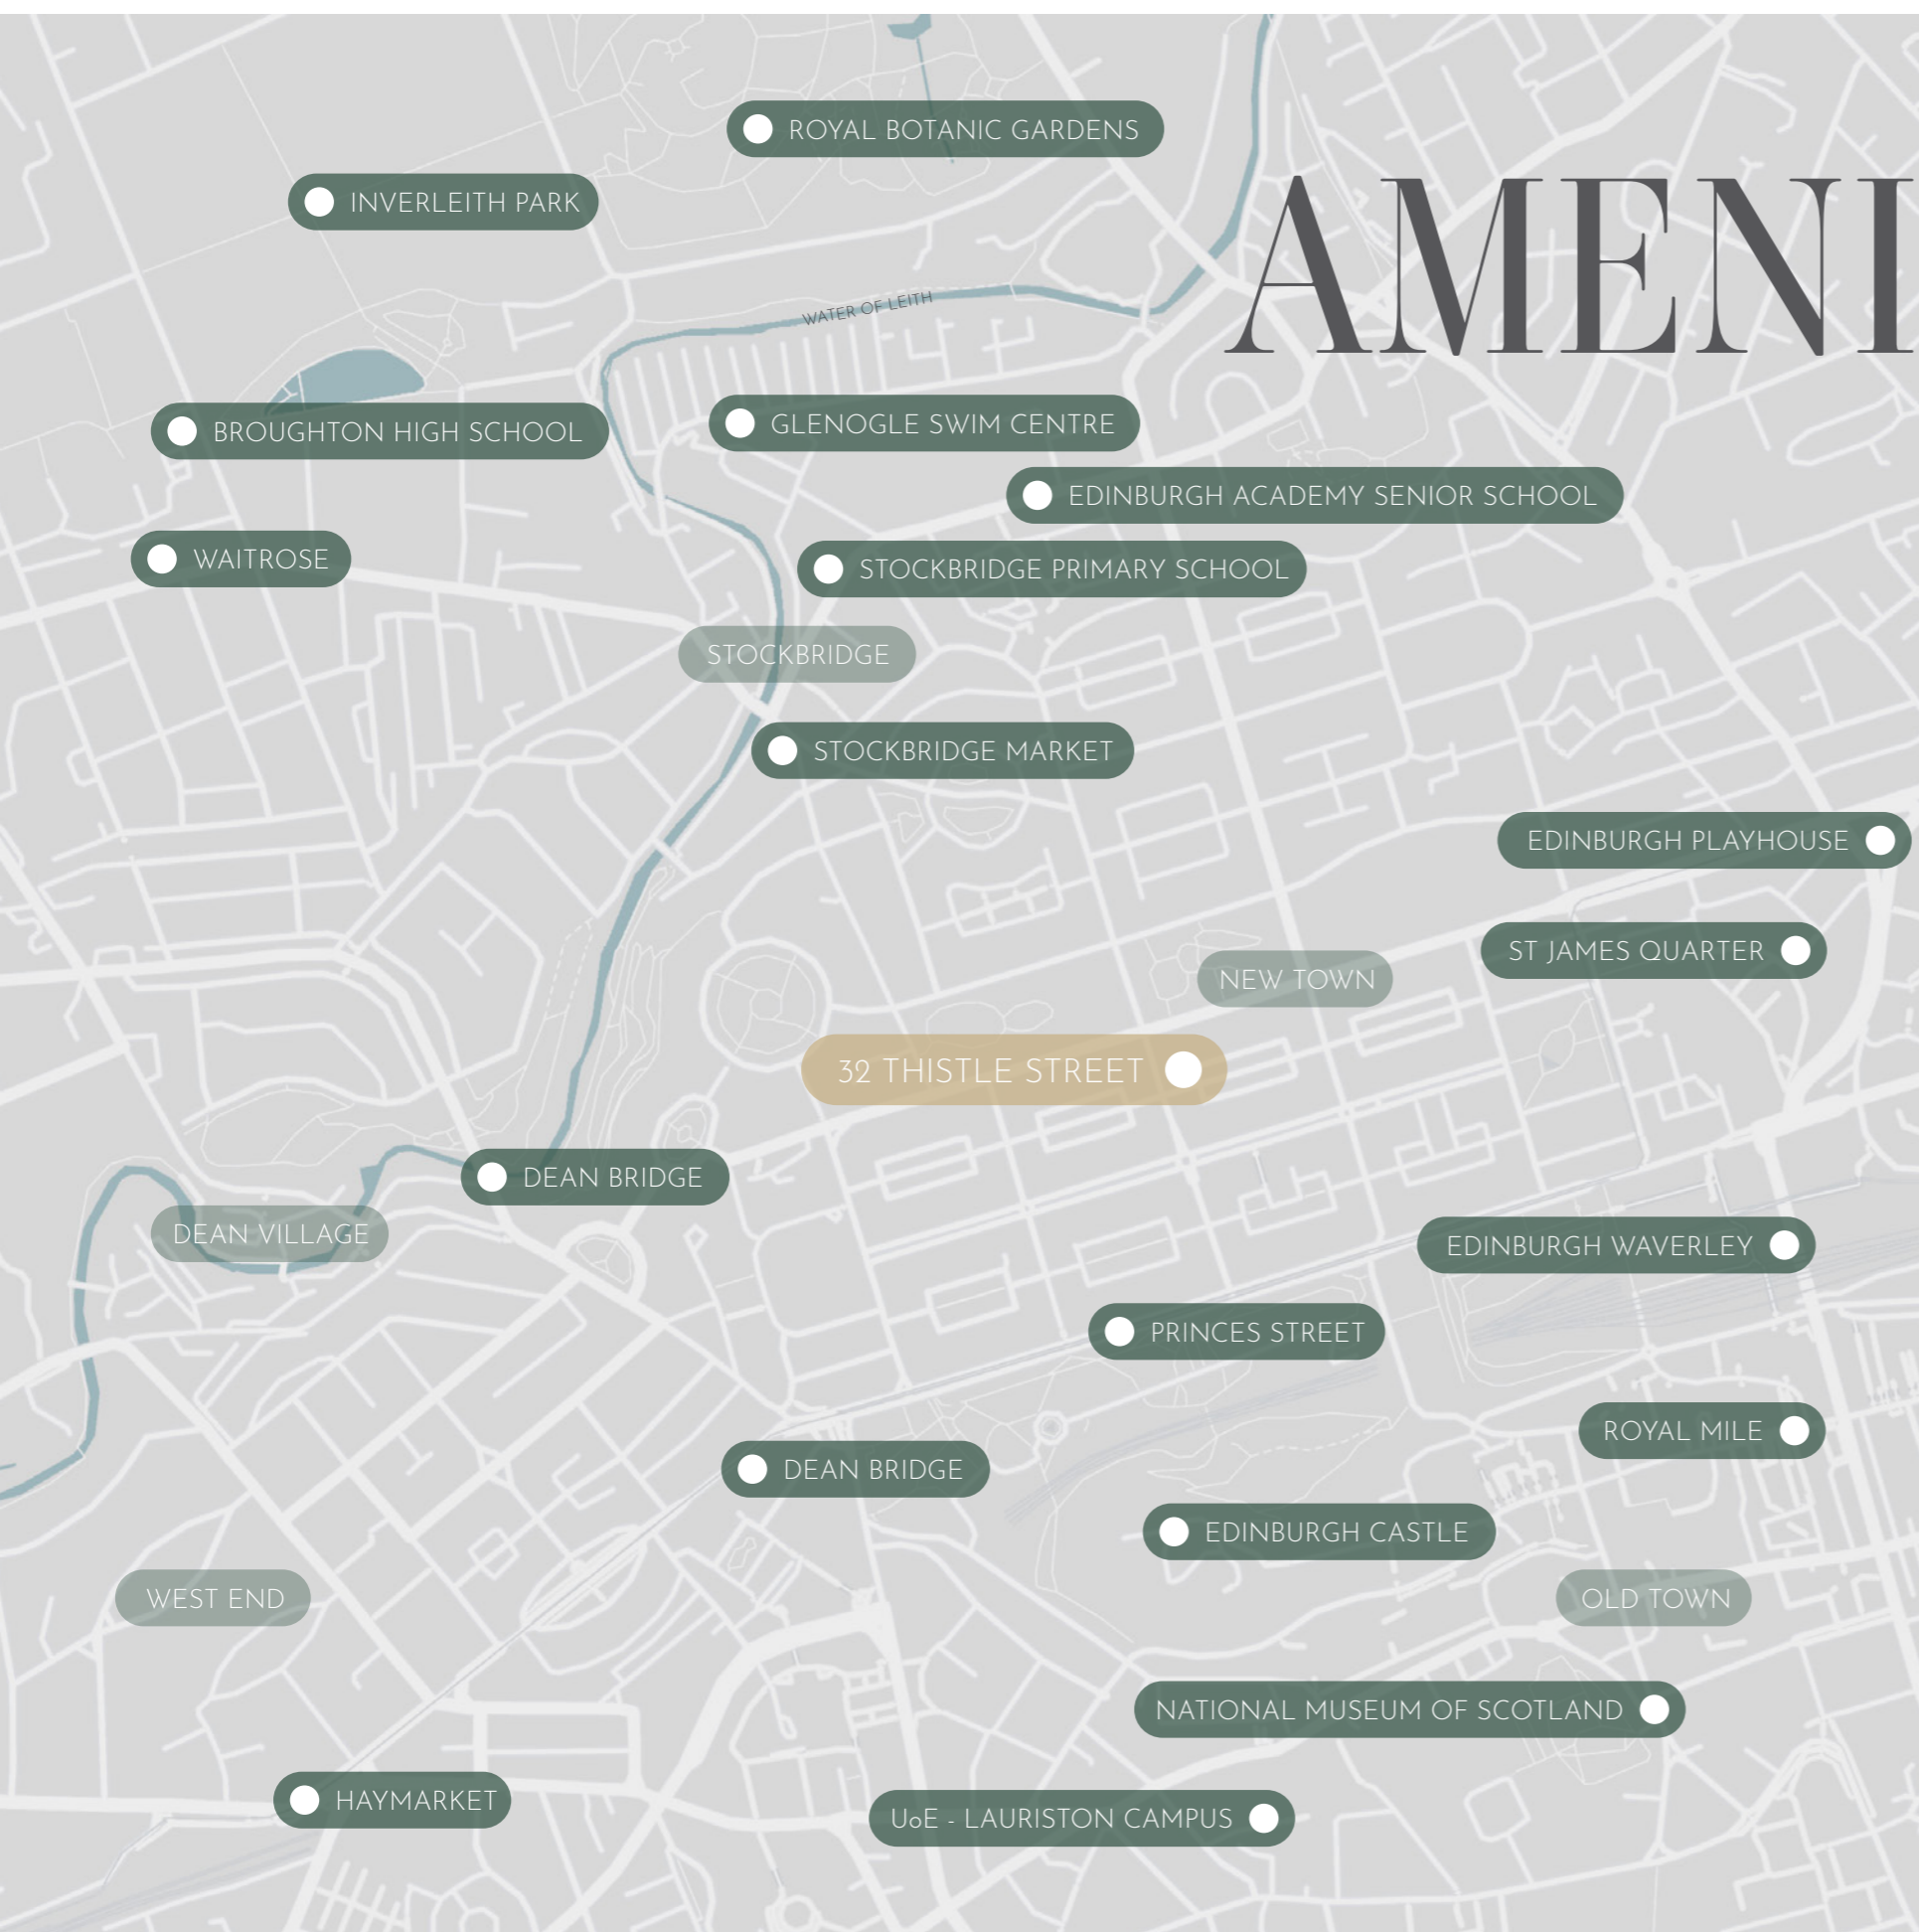 ROYAL BOTANIC GARDENS
INVERLEITH PARK
AMENI
WATER OF LEITH
BROUGHTON HIGH SCHOOL
GLENOGLE SWIM CENTRE
EDINBURGH ACADEMY SENIOR SCHOOL
WAITROSE
STOCKBRIDGE PRIMARY SCHOOL
STOCKBRIDGE
STOCKBRIDGE MARKET
EDINBURGH PLAYHOUSE
ST JAMES QUARTER
NEW TOWN
32 THISTLE STREET
DEAN BRIDGE
DEAN VILLAGE
EDINBURGH WAVERLEY
PRINCES STREET
ROYAL MILE
DEAN BRIDGE
EDINBURGH CASTLE
WEST END
OLD TOWN
NATIONAL MUSEUM OF SCOTLAND
HAYMARKET
UoE - LAURISTON CAMPUS